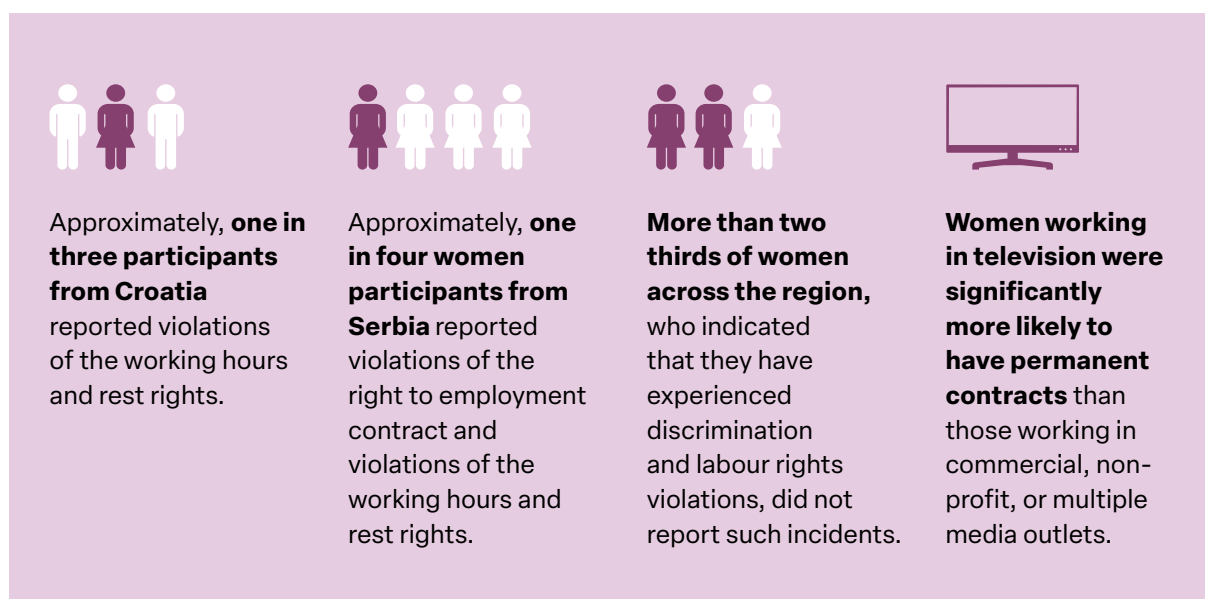 Approximately, one in
three participants
from Croatia
reported violations
of the working hours
and rest rights.
Approximately, one
in four women
participants from
Serbia reported
violations of the
right to employment
contract and
violations of the
working hours and
rest rights.
More than two
thirds of women
across the region,
who indicated
that they have
experienced
discrimination
and labour rights
violations, did not
report such incidents.
Women working
in television were
significantly
more likely to
have permanent
contracts than
those working in
commercial, non-
profit, or multiple
media outlets.